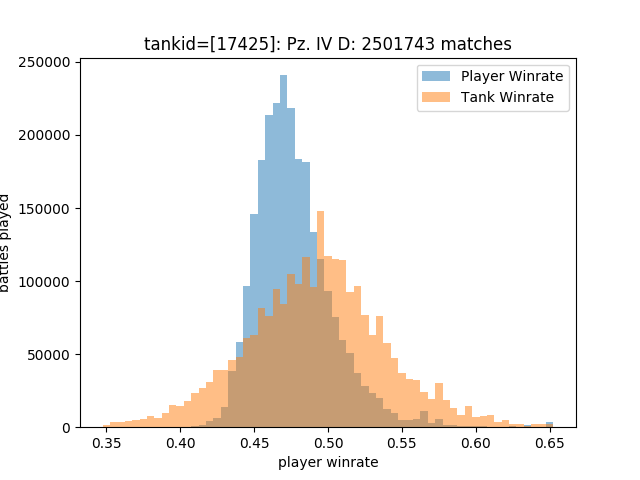 tankid=[17425]: Pz. IV D: 2501743 matches
Player Winrate
Tank Winrate
250000
200000
150000
100000
50000
0
battles played
0.35 0.40 0.45 0.50 0.55 0.60 0.65
player winrate